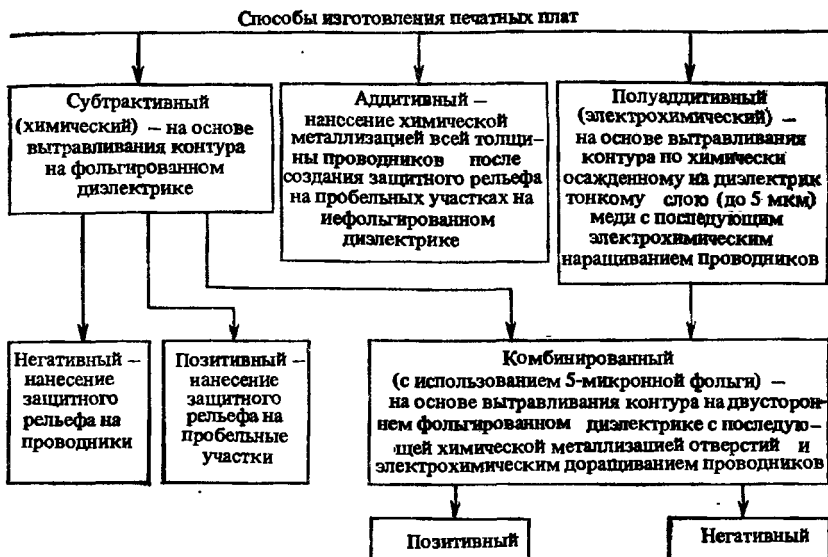 Способы изготовления печатных плат
Субтрактивный
(химический) — на основе
вытравливания контура
на фольгированном
диэлектрике
Аддитивный —
нанесение химической
металлизацией всей толщи-
ны проводников после
создания защитного рельефа
на пробельных участках на
нефольгированном
диэлектрике
Полуаддитивный
(электрохимический) —
на основе вытравливания
контура по химически
осажденному на диэлектрик
тонкому слою (до 5 мкм)
меди с последующим
электрохимическим
наращиванием проводников
Негативный —
нанесение
защитного
рельефа на
проводники
Позитивный —
нанесение
защитного
рельефа на
пробельные
участки
Комбинированный
(с использованием 5-микронной фольги) —
на основе вытравливания контура на двусторон-
нем фольгированном диэлектрике с последую-
щей химической металлизацией отверстий и
электрохимическим доращиванием проводников
Позитивный
Негативный